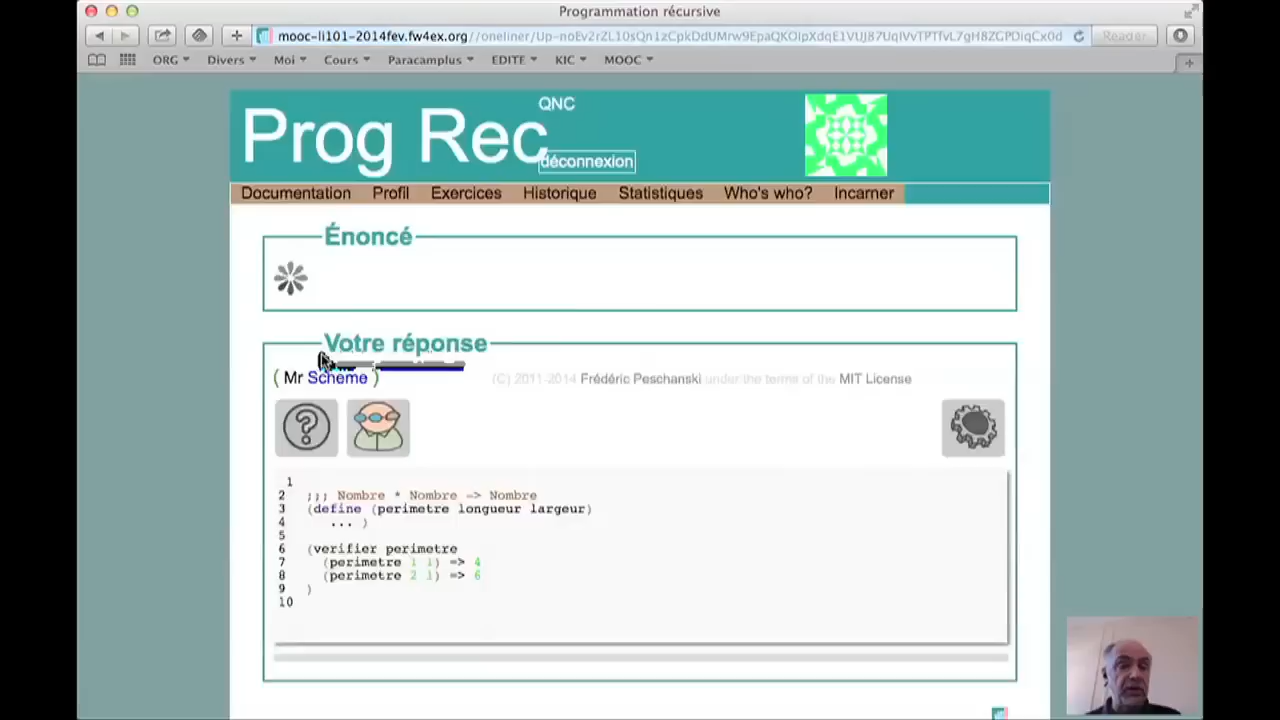 Programmation récursive
mooc-li101-2014fev.fw4ex.org
Reader
ORG Divers Moi Cours Paracamplus EDITE KIC MOOC
QNC
Prog Rec
déconnexion
Documentation Profil Exercices Historique Statistiques Who's who? Incarner
Énoncé
Votre réponse
( Mr Scheme ) (C) 2011-2014 Frédéric Peschanski under the terms of the MIT License
1
2 ;;; Nombre * Nombre -> Nombre
3 (define (perimetre longueur largeur)
4 ... )
5
6 (verifier perimetre
7 (perimetre 1 1) => 4
8 (perimetre 2 1) => 6
9 )
10